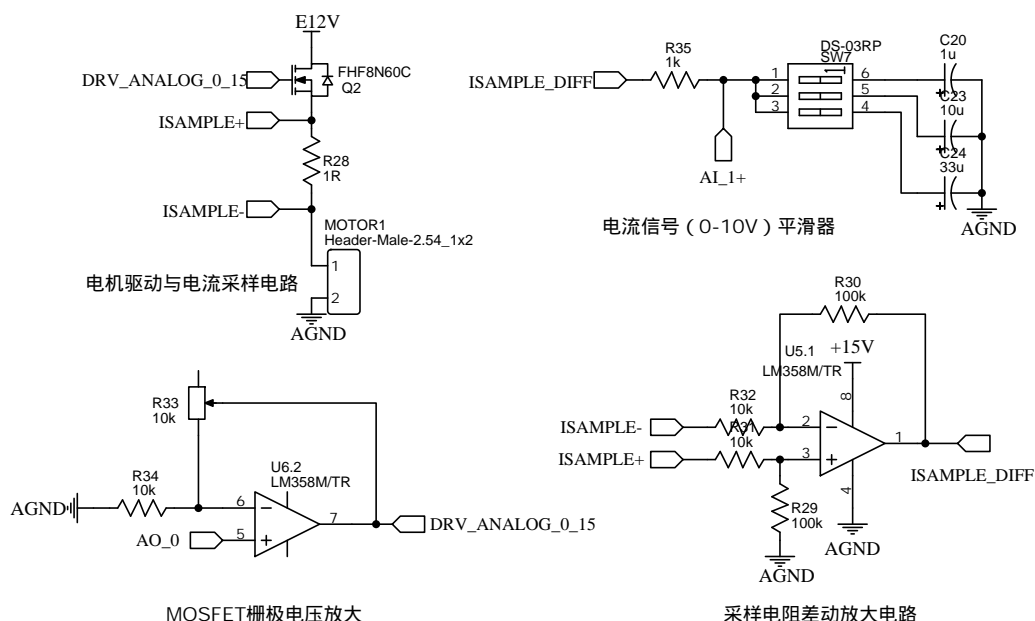 E12V
DRV_ANALOG_0_15
FHF8N60C
Q2
ISAMPLE+
R28
1R
ISAMPLE-
MOTOR1
Header-Male-2.54_1x2
1
2
AGND
电机驱动与电流采样电路
ISAMPLE_DIFF
R35
1k
AI_1+
DS-03RP
SW7
1
1
2
3
6
5
4
C20
1u
C23
10u
C24
33u
AGND
电流信号（0-10V）平滑器
R33
10k
R34
10k
AGND
AO_0
U6.2
LM358M/TR
6
5
7
DRV_ANALOG_0_15
MOSFET栅极电压放大
R30
100k
U5.1
+15V
LM358M/TR
8
ISAMPLE-
R32
10k
2
1
ISAMPLE_DIFF
ISAMPLE+
R31
10k
3
4
R29
100k
AGND
AGND
采样电阻差动放大电路